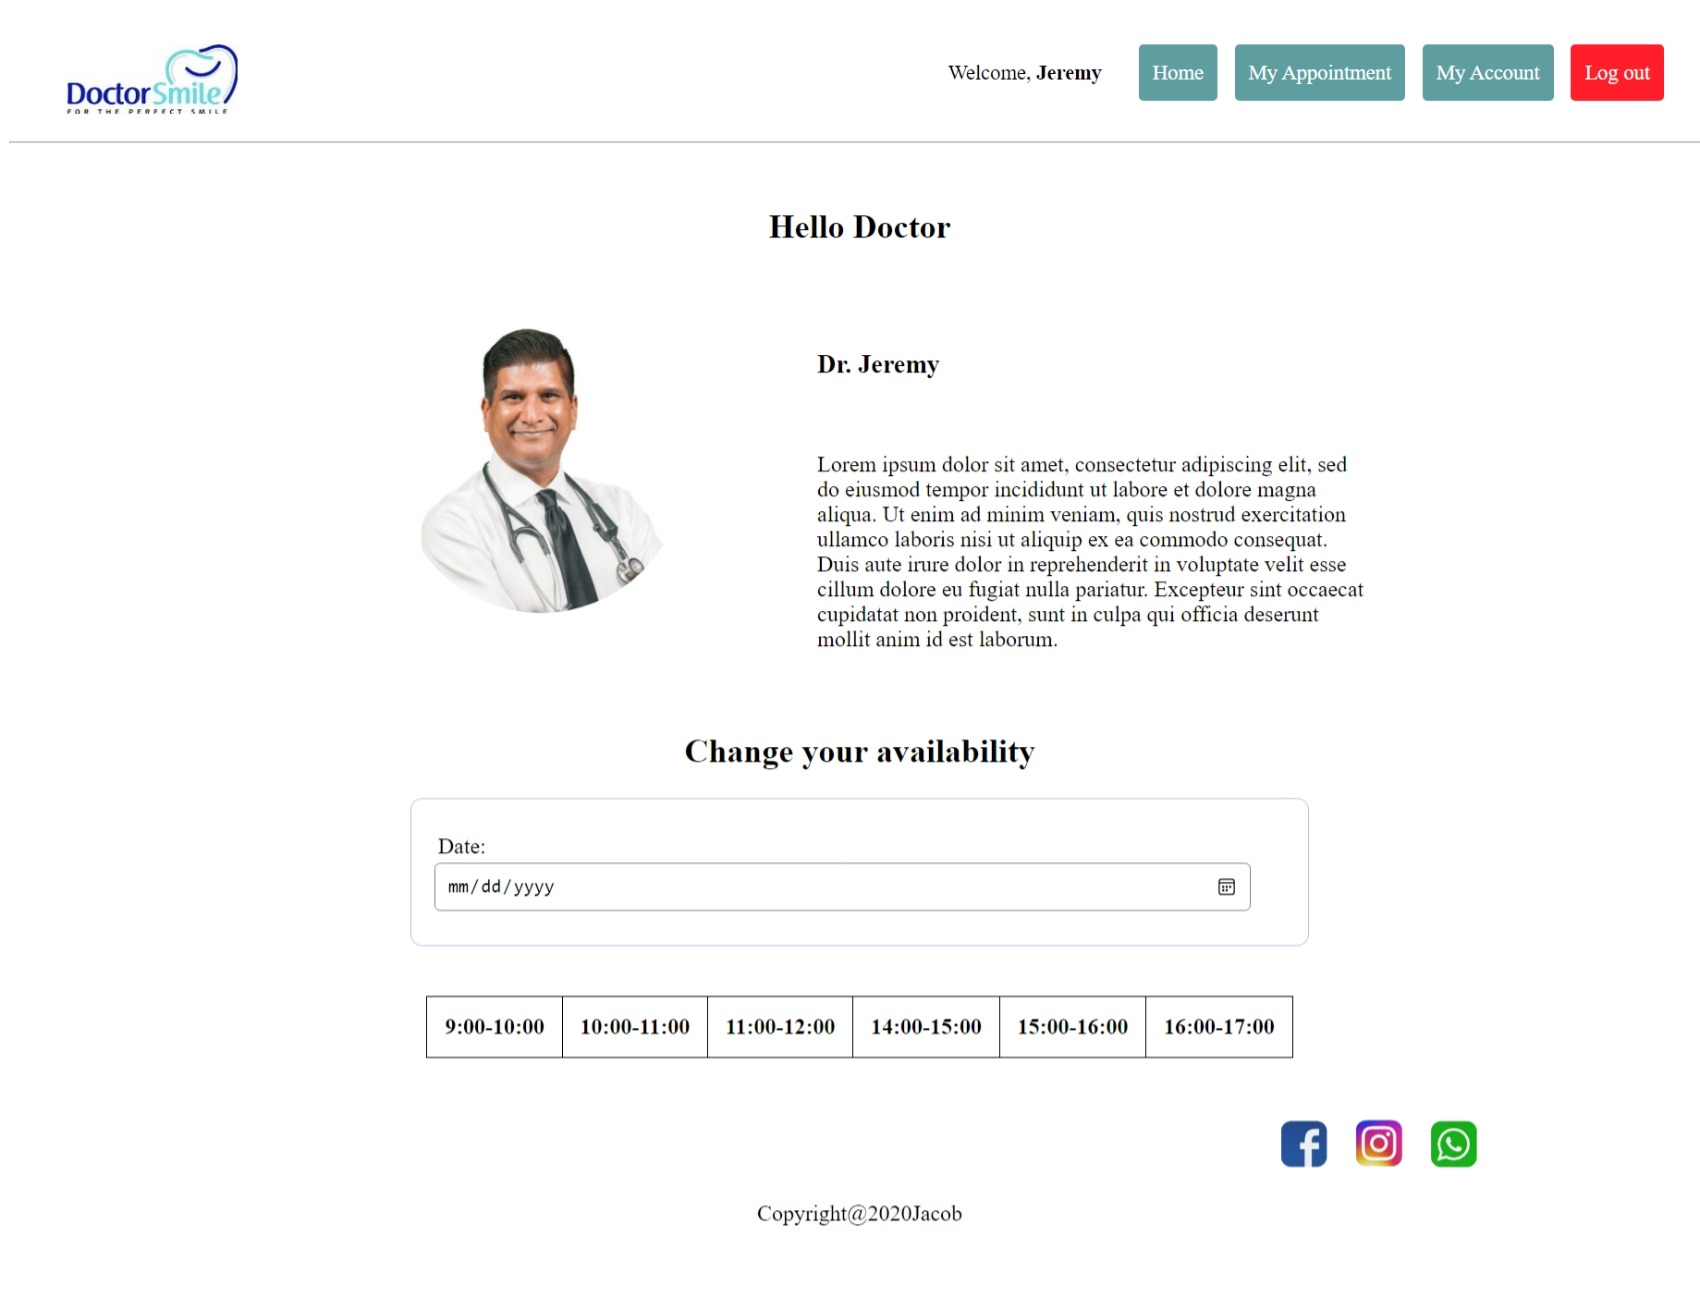 DoctorSmile
FOR THE PERFECT SMILE
Welcome, Jeremy
Home
My Appointment
My Account
Log out
Hello Doctor
Dr. Jeremy
Lorem ipsum dolor sit amet, consectetur adipiscing elit, sed
do eiusmod tempor incididunt ut labore et dolore magna
aliqua. Ut enim ad minim veniam, quis nostrud exercitation
ullamco laboris nisi ut aliquip ex ea commodo consequat.
Duis aute irure dolor in reprehenderit in voluptate velit esse
cillum dolore eu fugiat nulla pariatur. Excepteur sint occaecat
cupidatat non proident, sunt in culpa qui officia deserunt
mollit anim id est laborum.
Change your availability
Date:
mm/dd/yyyy
9:00-10:00 10:00-11:00 11:00-12:00 14:00-15:00 15:00-16:00 16:00-17:00
Copyright@2020Jacob